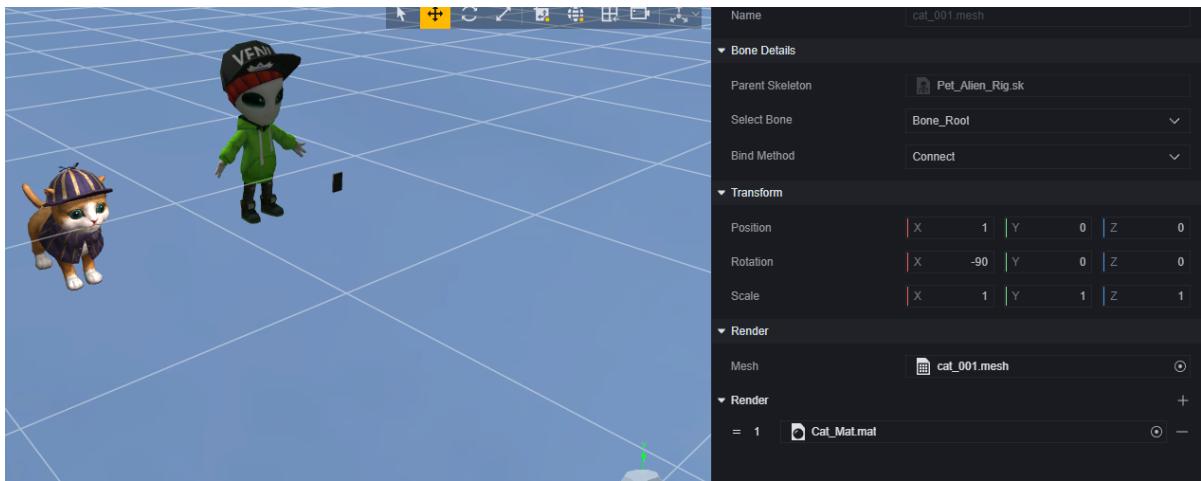 VENI
Name cat_001.mesh
Bone Details
Parent Skeleton Pet_Alien_Rig.sk
Select Bone Bone_Root
Bind Method Connect
Transform
Position X 1 Y 0 Z 0
Rotation X -90 Y 0 Z 0
Scale X 1 Y 1 Z 1
Render
Mesh cat_001.mesh
Render
= 1 Cat_Mat.mat